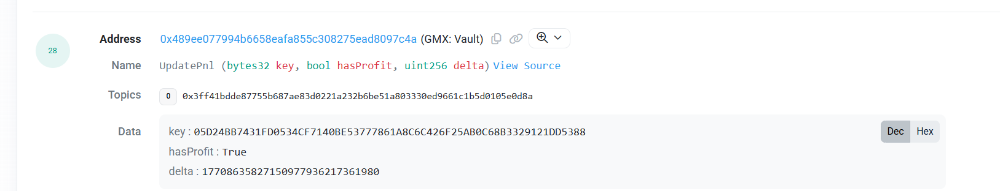 28
Address 0x489ee077994b6658eafa855c308275ead8097c4a (GMX: Vault)
Name UpdatePnl (bytes32 key, bool hasProfit, uint256 delta) View Source
Topics 0 0x3ff41bdde87755b687ae83d0221a232b6be51a803330ed9661c1b5d0105e0d8a
Data key : 05D24BB7431FD0534CF7140BE53777861A8C6C426F25AB0C68B3329121DD5388 Dec Hex
hasProfit : True
delta : 17708635827150977936217361980